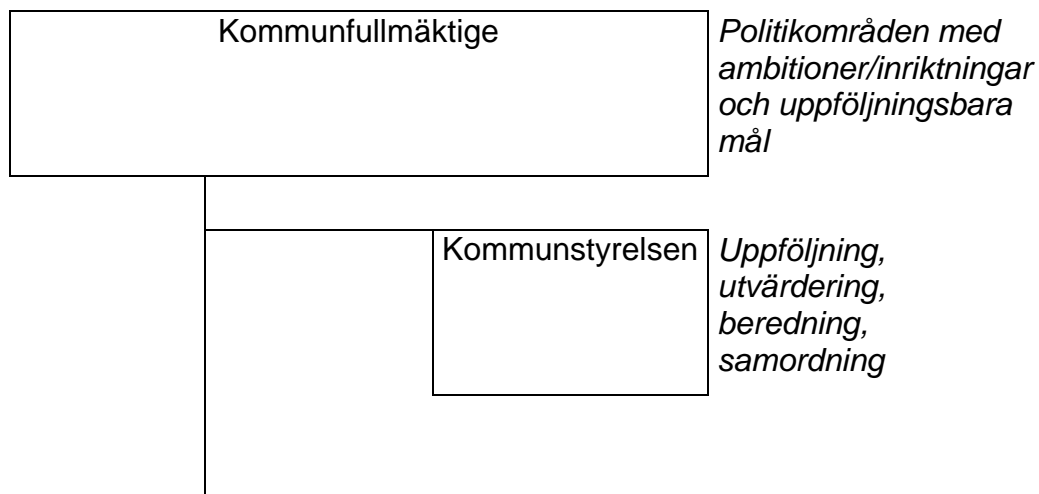 Kommunfullmäktige
Politikområden med
ambitioner/inriktningar
och uppföljningsbara
mål
Kommunstyrelsen
Uppföljning,
utvärdering,
beredning,
samordning